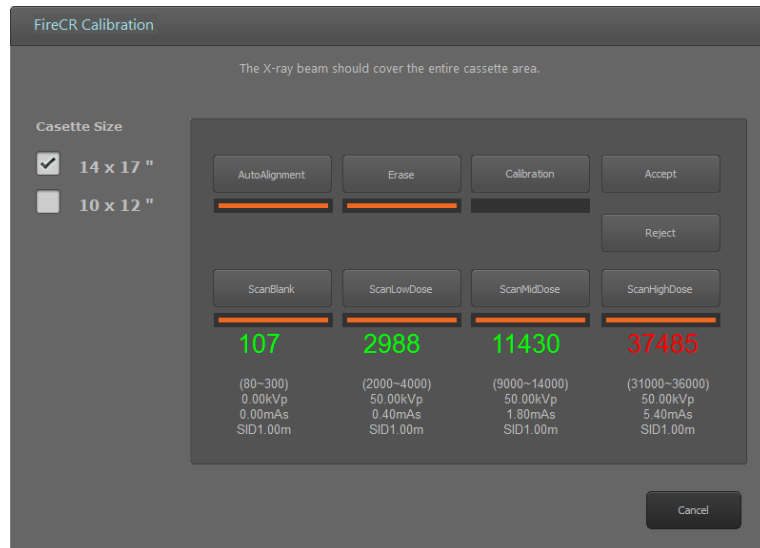 FireCR Calibration
The X-ray beam should cover the entire cassette area.
Casette Size
14 x 17 "
10 x 12 "
AutoAlignment
Erase
Calibration
Accept
Reject
ScanBlank
ScanLowDose
ScanMidDose
ScanHighDose
107
2988
11430
37485
(80~300)
0.00kVp
0.00mAs
SID1.00m
(2000~4000)
50.00kVp
0.40mAs
SID1.00m
(9000~14000)
50.00kVp
1.80mAs
SID1.00m
(31000~36000)
50.00kVp
5.40mAs
SID1.00m
Cancel